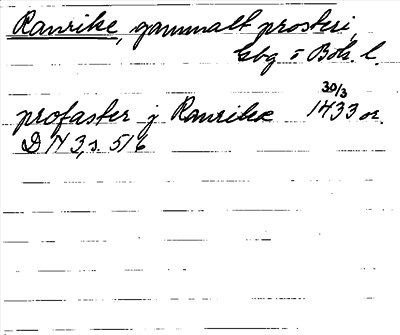 Ranrike, gammalt prosteri,
Gbg o Boh. l.
profaster j Ranrike 30/3 1433 or.
DN 3, s. 516